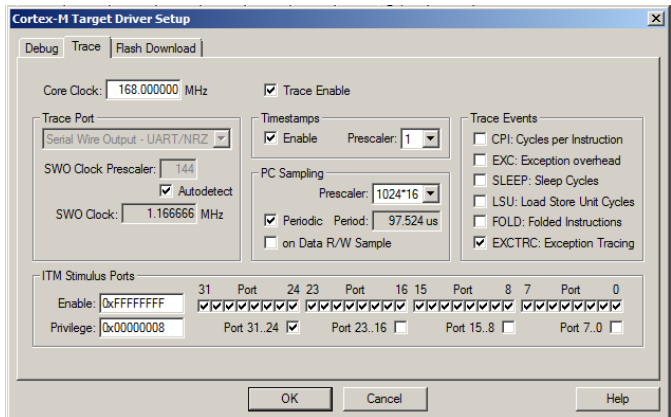 Cortex-M Target Driver Setup
Debug Trace Flash Download
Core Clock: 168.000000 MHz
Trace Enable
Trace Port
Serial Wire Output - UART/NRZ
SWO Clock Prescaler: 144
Autodetect
SWO Clock: 1.166666 MHz
Timestamps
Enable Prescaler: 1
PC Sampling
Prescaler: 1024*16
Periodic Period: 97.524 us
on Data R/W Sample
Trace Events
CPI: Cycles per Instruction
EXC: Exception overhead
SLEEP: Sleep Cycles
LSU: Load Store Unit Cycles
FOLD: Folded Instructions
EXCTRC: Exception Tracing
ITM Stimulus Ports
31 Port 24 23 Port 16 15 Port 8 7 Port 0
Enable: 0xFFFFFFFF
Privilege: 0x00000008 Port 31..24 Port 23..16 Port 15..8 Port 7..0
OK Cancel Help